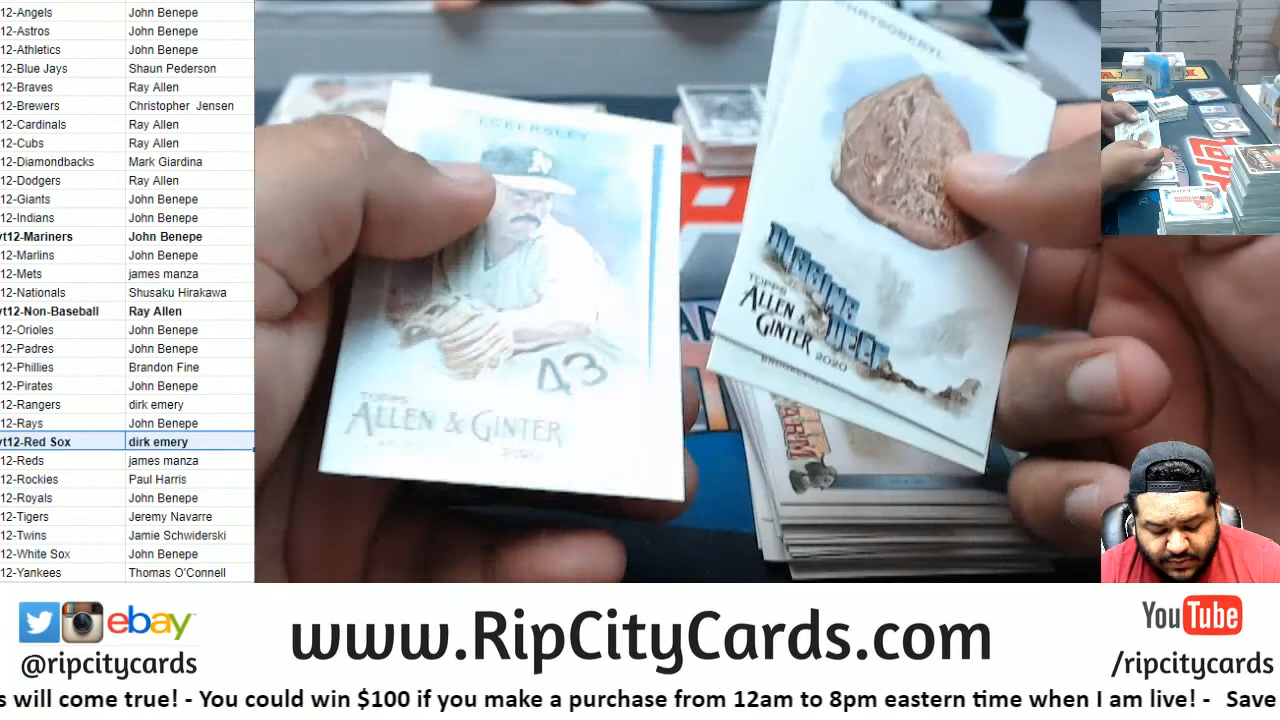 12-Angels John Benepe
12-Astros John Benepe
12-Athletics John Benepe
12-Blue Jays Shaun Pederson
12-Braves Ray Allen
12-Brewers Christopher Jensen
12-Cardinals Ray Allen
12-Cubs Ray Allen
12-Diamondbacks Mark Giardina
12-Dodgers Ray Allen
12-Giants John Benepe
12-Indians John Benepe
yt12-Mariners John Benepe
12-Marlins John Benepe
12-Mets james manza
12-Nationals Shusaku Hirakawa
yt12-Non-Baseball Ray Allen
12-Orioles John Benepe
12-Padres John Benepe
12-Phillies Brandon Fine
12-Pirates John Benepe
12-Rangers dirk emery
12-Rays John Benepe
yt12-Red Sox dirk emery
12-Reds james manza
12-Rockies Paul Harris
12-Royals John Benepe
12-Tigers Jeremy Navarre
12-Twins Jamie Schwiderski
12-White Sox John Benepe
12-Yankees Thomas O'Connell
ECKERSLEY
43
TOPPS
ALLEN & GINTER
CHRYSOBERYL
DIGGING
DEEP
TOPPS
ALLEN &
GINTER 2020
ebay
@ripcitycards
www.RipCityCards.com
YouTube
/ripcitycards
s will come true! - You could win $100 if you make a purchase from 12am to 8pm eastern time when I am live! - Save